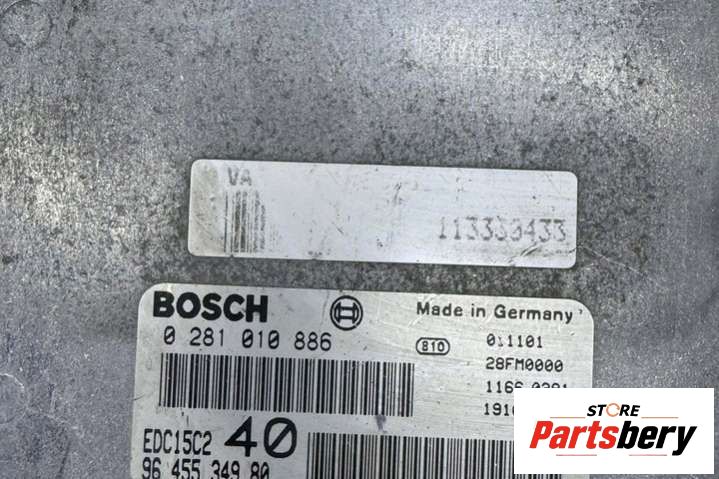 VA
BOSCH
Made in Germany
0 281 010 886
810
28FM0000
EDC15C2 40
96 455 349 80
STORE
Partsbery